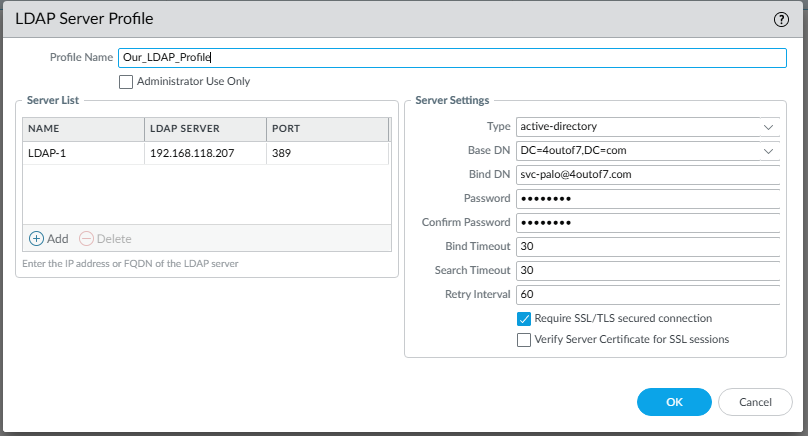 LDAP Server Profile
Profile Name Our_LDAP_Profile
Administrator Use Only
Server List
NAME LDAP SERVER PORT
LDAP-1 192.168.118.207 389
Add Delete
Enter the IP address or FQDN of the LDAP server
Server Settings
Type active-directory
Base DN DC=4outof7,DC=com
Bind DN svc-palo@4outof7.com
Password ••••••••
Confirm Password ••••••••
Bind Timeout 30
Search Timeout 30
Retry Interval 60
Require SSL/TLS secured connection
Verify Server Certificate for SSL sessions
OK Cancel